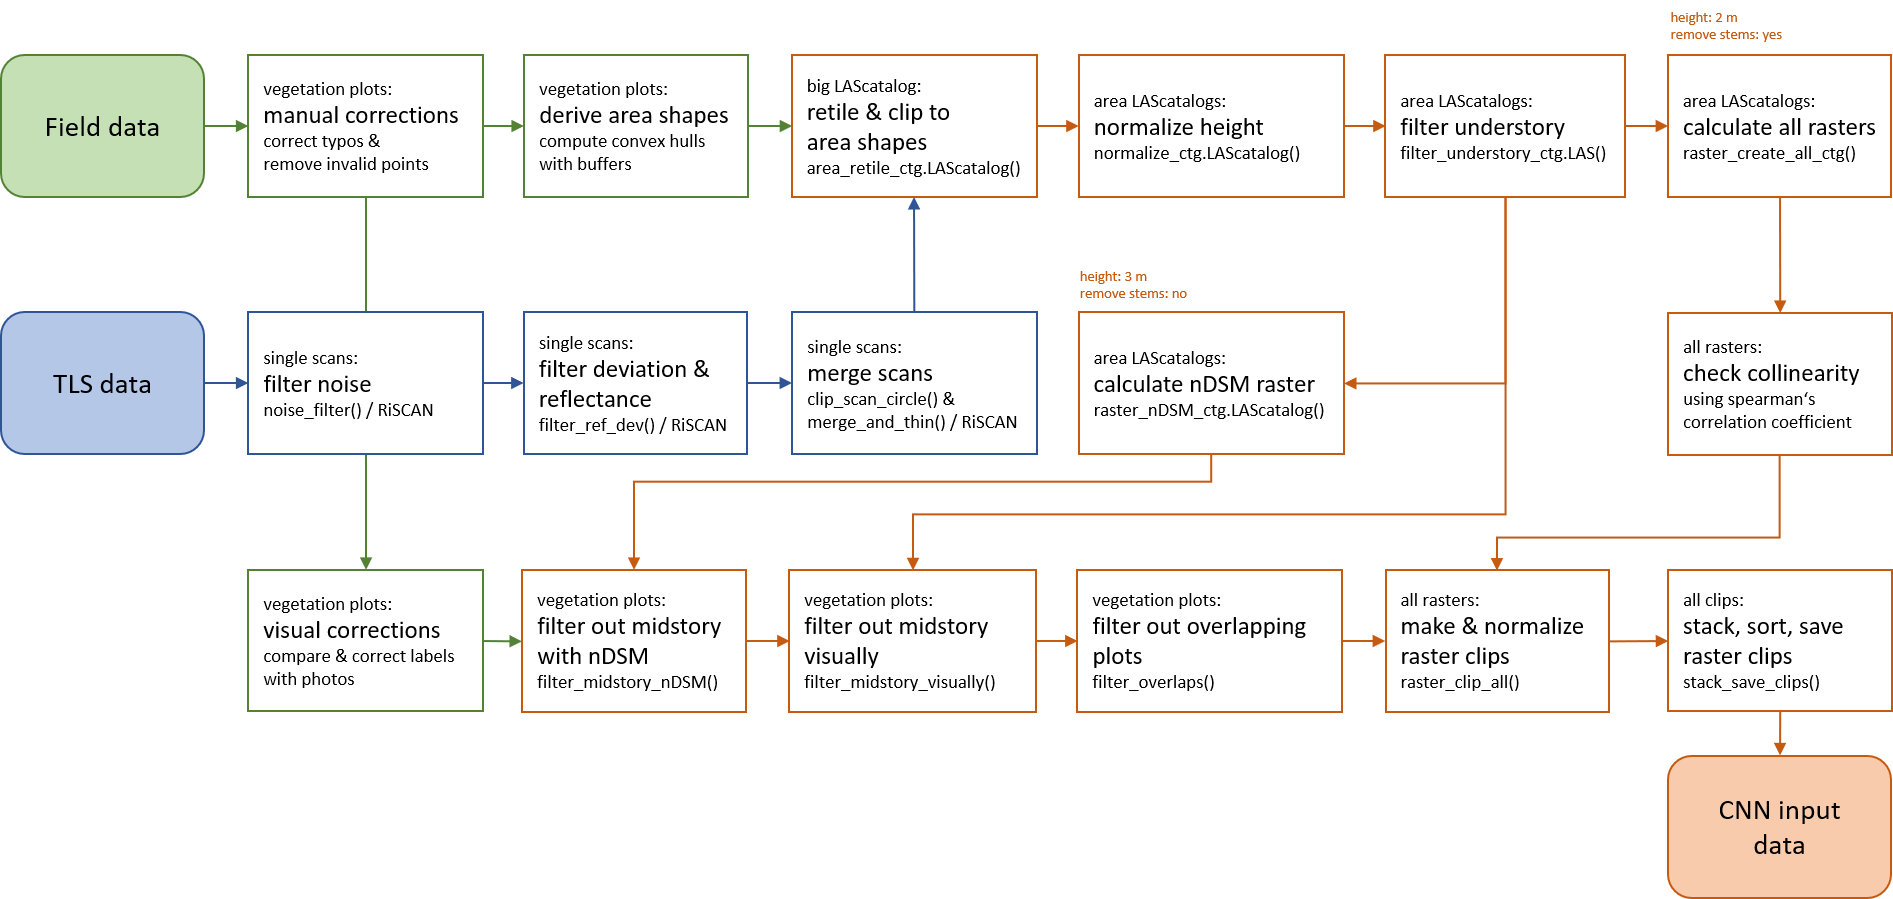 height: 2 m
remove stems: yes
Field data
vegetation plots:
manual corrections
correct typos &
remove invalid points
vegetation plots:
derive area shapes
compute convex hulls
with buffers
big LAScatalog:
retile & clip to
area shapes
area_retile_ctg.LAScatalog()
area LAScatalogs:
normalize height
normalize_ctg.LAScatalog()
area LAScatalogs:
filter understory
filter_understory_ctg.LAS()
area LAScatalogs:
calculate all rasters
raster_create_all_ctg()
height: 3 m
remove stems: no
TLS data
single scans:
filter noise
noise_filter() / RiSCAN
single scans:
filter deviation &
reflectance
filter_ref_dev() / RiSCAN
single scans:
merge scans
clip_scan_circle() &
merge_and_thin() / RiSCAN
area LAScatalogs:
calculate nDSM raster
raster_nDSM_ctg.LAScatalog()
all rasters:
check collinearity
using spearman‘s
correlation coefficient
vegetation plots:
visual corrections
compare & correct labels
with photos
vegetation plots:
filter out midstory
with nDSM
filter_midstory_nDSM()
vegetation plots:
filter out midstory
visually
filter_midstory_visually()
vegetation plots:
filter out overlapping
plots
filter_overlaps()
all rasters:
make & normalize
raster clips
raster_clip_all()
all clips:
stack, sort, save
raster clips
stack_save_clips()
CNN input
data